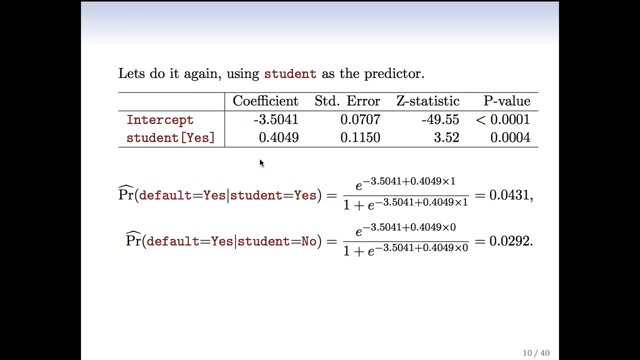 Lets do it again, using student as the predictor.
Coefficient Std. Error Z-statistic P-value
Intercept -3.5041 0.0707 -49.55 < 0.0001
student[Yes] 0.4049 0.1150 3.52 0.0004
P̂r(default=Yes|student=Yes) = e^{−3.5041+0.4049×1} / (1 + e^{−3.5041+0.4049×1}) = 0.0431,
P̂r(default=Yes|student=No) = e^{−3.5041+0.4049×0} / (1 + e^{−3.5041+0.4049×0}) = 0.0292.
10 / 40